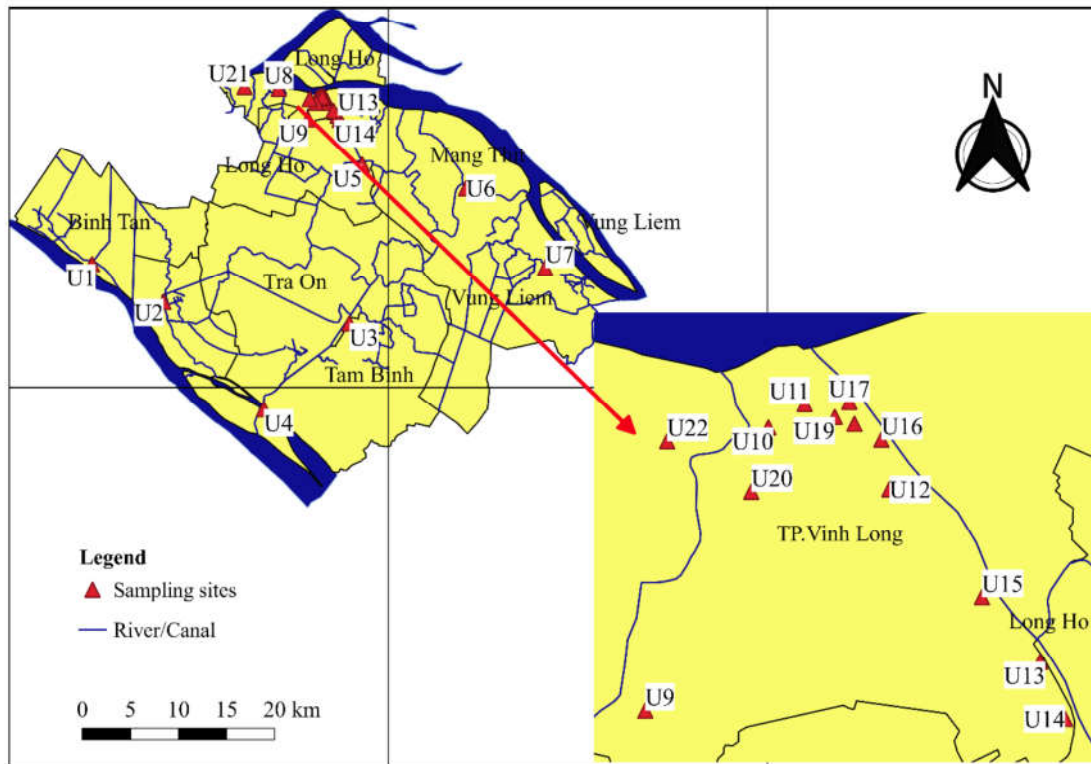 Long Ho
U21
U8
U13
U9
U14
Long Ho
Mang Thit
U5
U6
Vung Liem
Binh Tan
U1
U7
Tra On
U2
Vung Liem
U3
Tam Binh
U4
N
U11
U17
U22
U10
U19
U16
U20
U12
TP.Vinh Long
U15
Long Ho
U13
U9
U14
Legend
Sampling sites
River/Canal
0 5 10 15 20 km